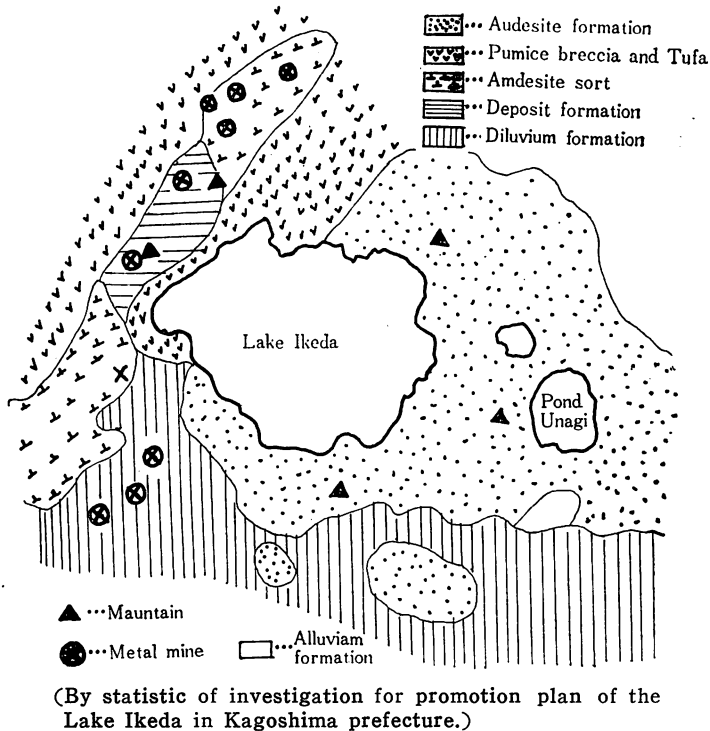 ··· Audesite formation
··· Pumice breccia and Tufa
··· Amdesite sort
··· Deposit formation
··· Diluvium formation
Lake Ikeda
Pond
Unagi
···Mauntain
···Metal mine
···Alluviam
formation
(By statistic of investigation for promotion plan of the
Lake Ikeda in Kagoshima prefecture.)